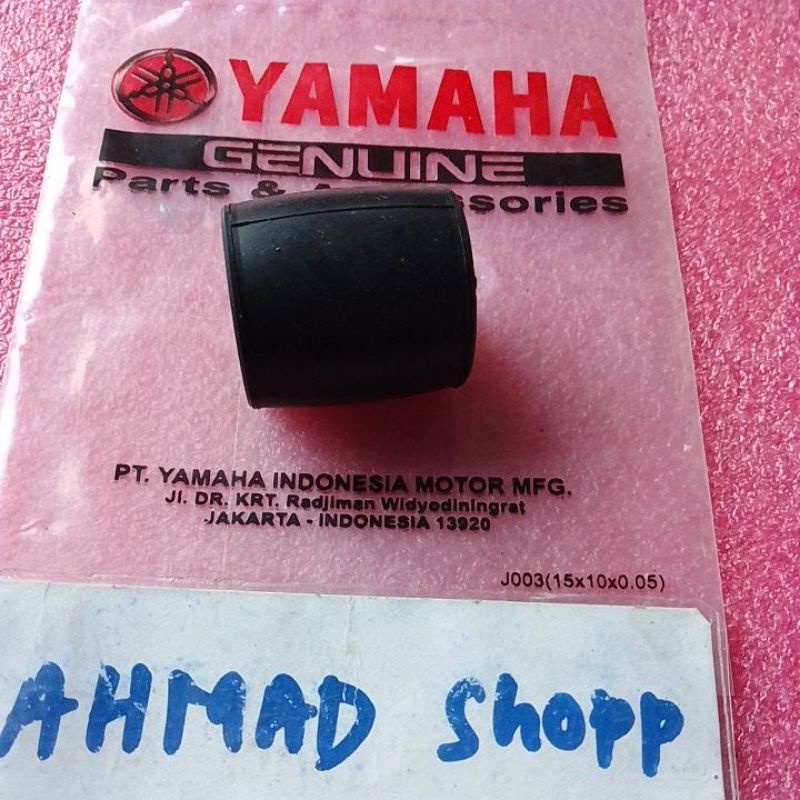 YAMAHA
GENUINE
Parts & A ssories
PT. YAMAHA INDONESIA MOTOR MFG.
Jl. DR. KRT. Radjiman Widyodiningrat
JAKARTA - INDONESIA 13920
J003(15x10x0.05)
AHMAD Shopp